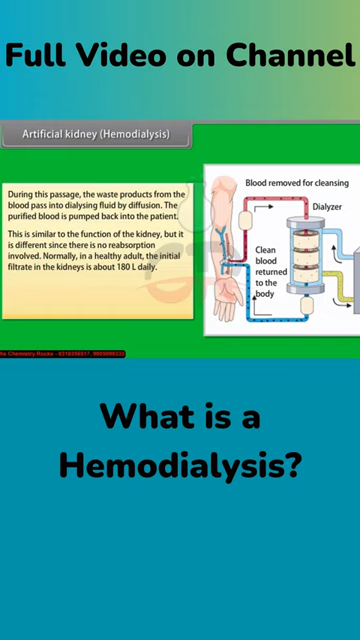 Full Video on Channel
Artificial kidney (Hemodialysis)
During this passage, the waste products from the
blood pass into dialysing fluid by diffusion. The
purified blood is pumped back into the patient.
This is similar to the function of the kidney, but it
is different since there is no reabsorption
involved. Normally, in a healthy adult, the initial
filtrate in the kidneys is about 180 L daily.
Blood removed for cleansing
Dialyzer
Clean
blood
returned
to the
body
What is a
Hemodialysis?